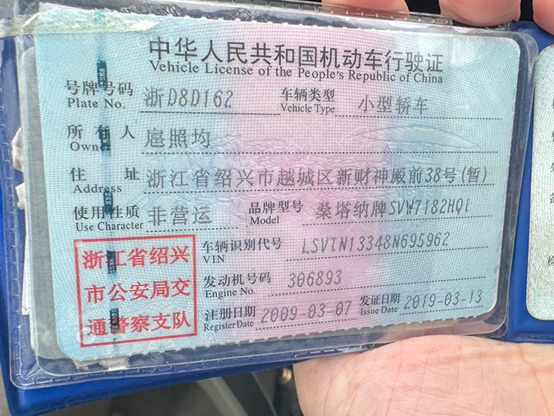 中华人民共和国机动车行驶证
Vehicle License of the People's Republic of China
号牌号码 浙D8D162 车辆类型 小型轿车
Plate No. Vehicle Type
所有人 扈照均
Owner
住址 浙江省绍兴市越城区新财神殿前38号(暂)
Address
使用性质 非营运 品牌型号 桑塔纳牌SVW7182HQi
Use Character Model
车辆识别代号 LSVTN13348N695962
VIN
发动机号码 306893
Engine No.
注册日期 2009-03-07 发证日期 2019-03-13
Register Date Issue Date
浙江省绍兴
市公安局交
通警察支队